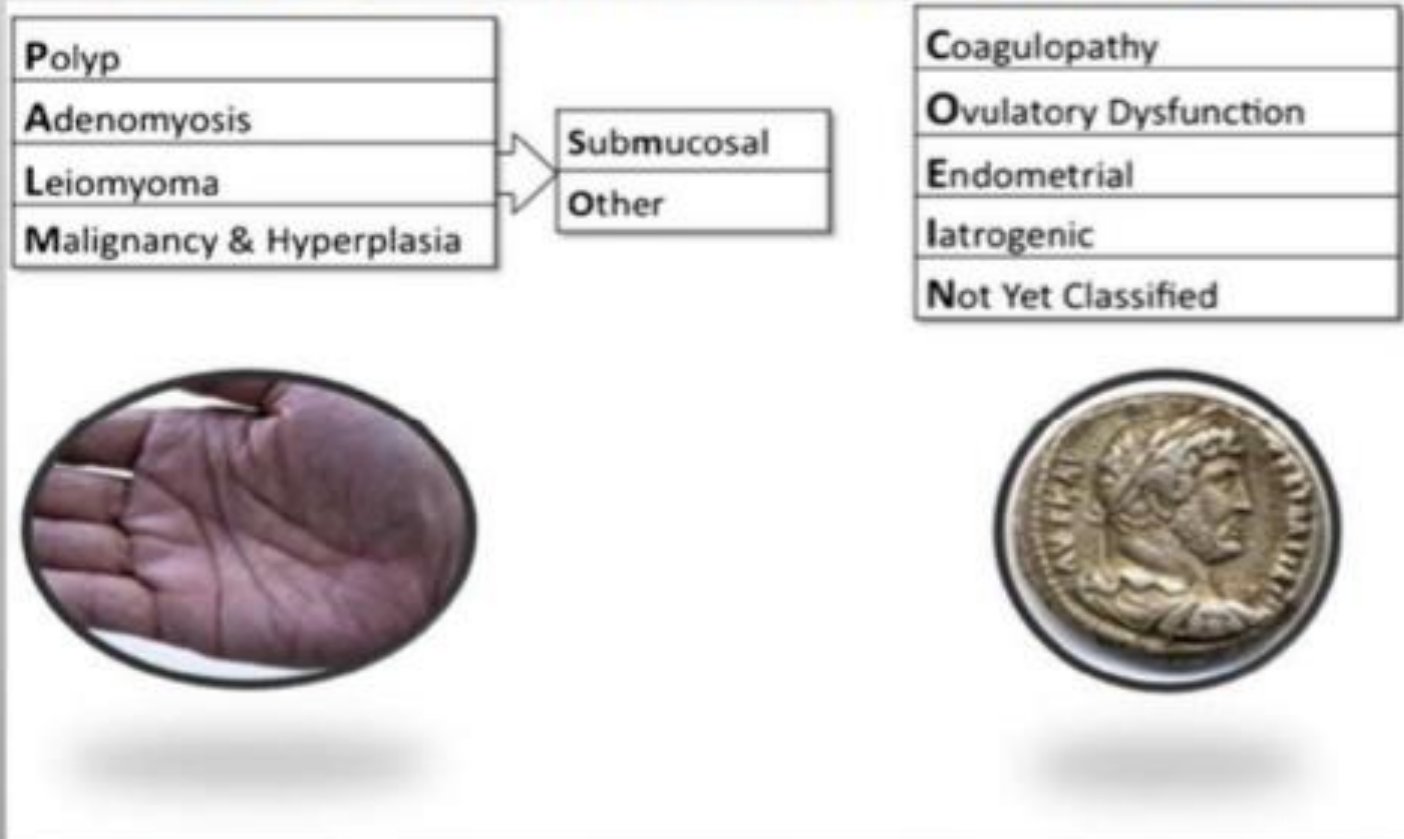 Polyp
Adenomyosis
Leiomyoma
Malignancy & Hyperplasia
Submucosal
Other
Coagulopathy
Ovulatory Dysfunction
Endometrial
Iatrogenic
Not Yet Classified